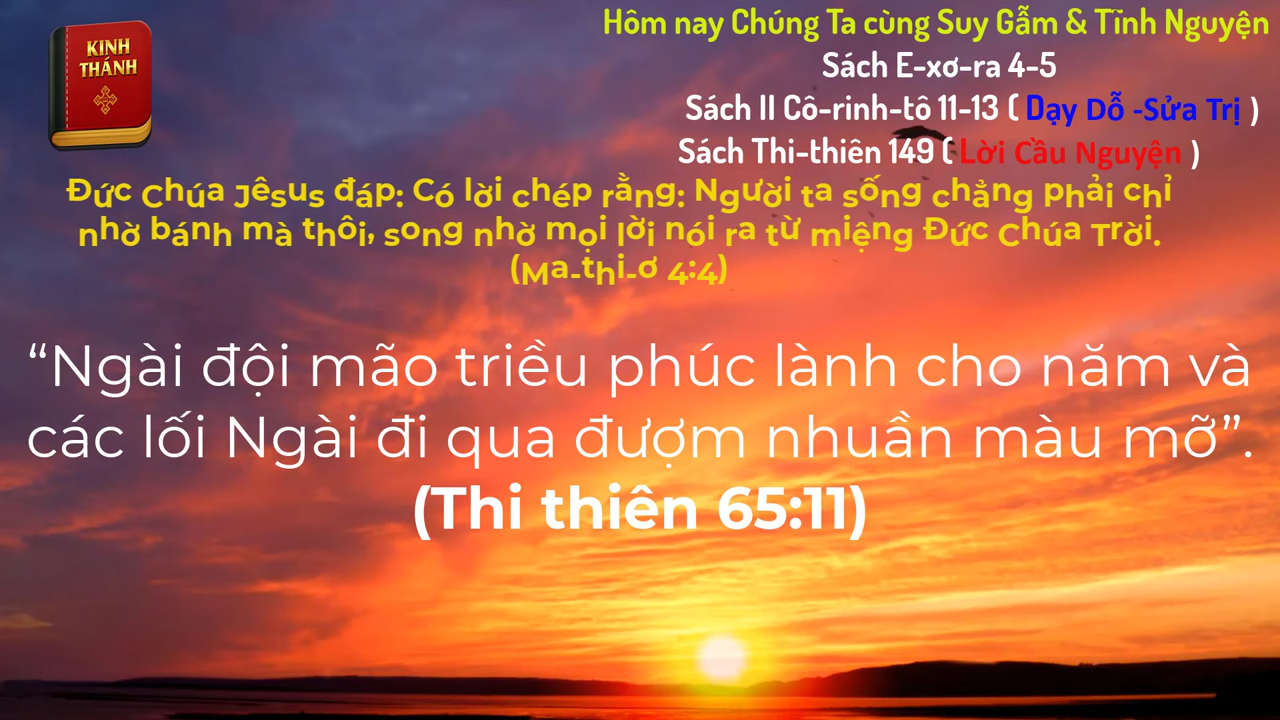 KINH
THÁNH
Hôm nay Chúng Ta cùng Suy Gẫm & Tĩnh Nguyện
Sách E-xơ-ra 4-5
Sách II Cô-rinh-tô 11-13 ( Dạy Dỗ -Sửa Trị )
Sách Thi-thiên 149 ( Lời Cầu Nguyện )
Đức Chúa Jêsus đáp: Có lời chép rằng: Người ta sống chẳng phải chỉ
nhờ bánh mà thôi, song nhờ mọi lời nói ra từ miệng Đức Chúa Trời.
(Ma-thi-ơ 4:4)
“Ngài đội mão triều phúc lành cho năm và
các lối Ngài đi qua đượm nhuần màu mỡ”.
(Thi thiên 65:11)